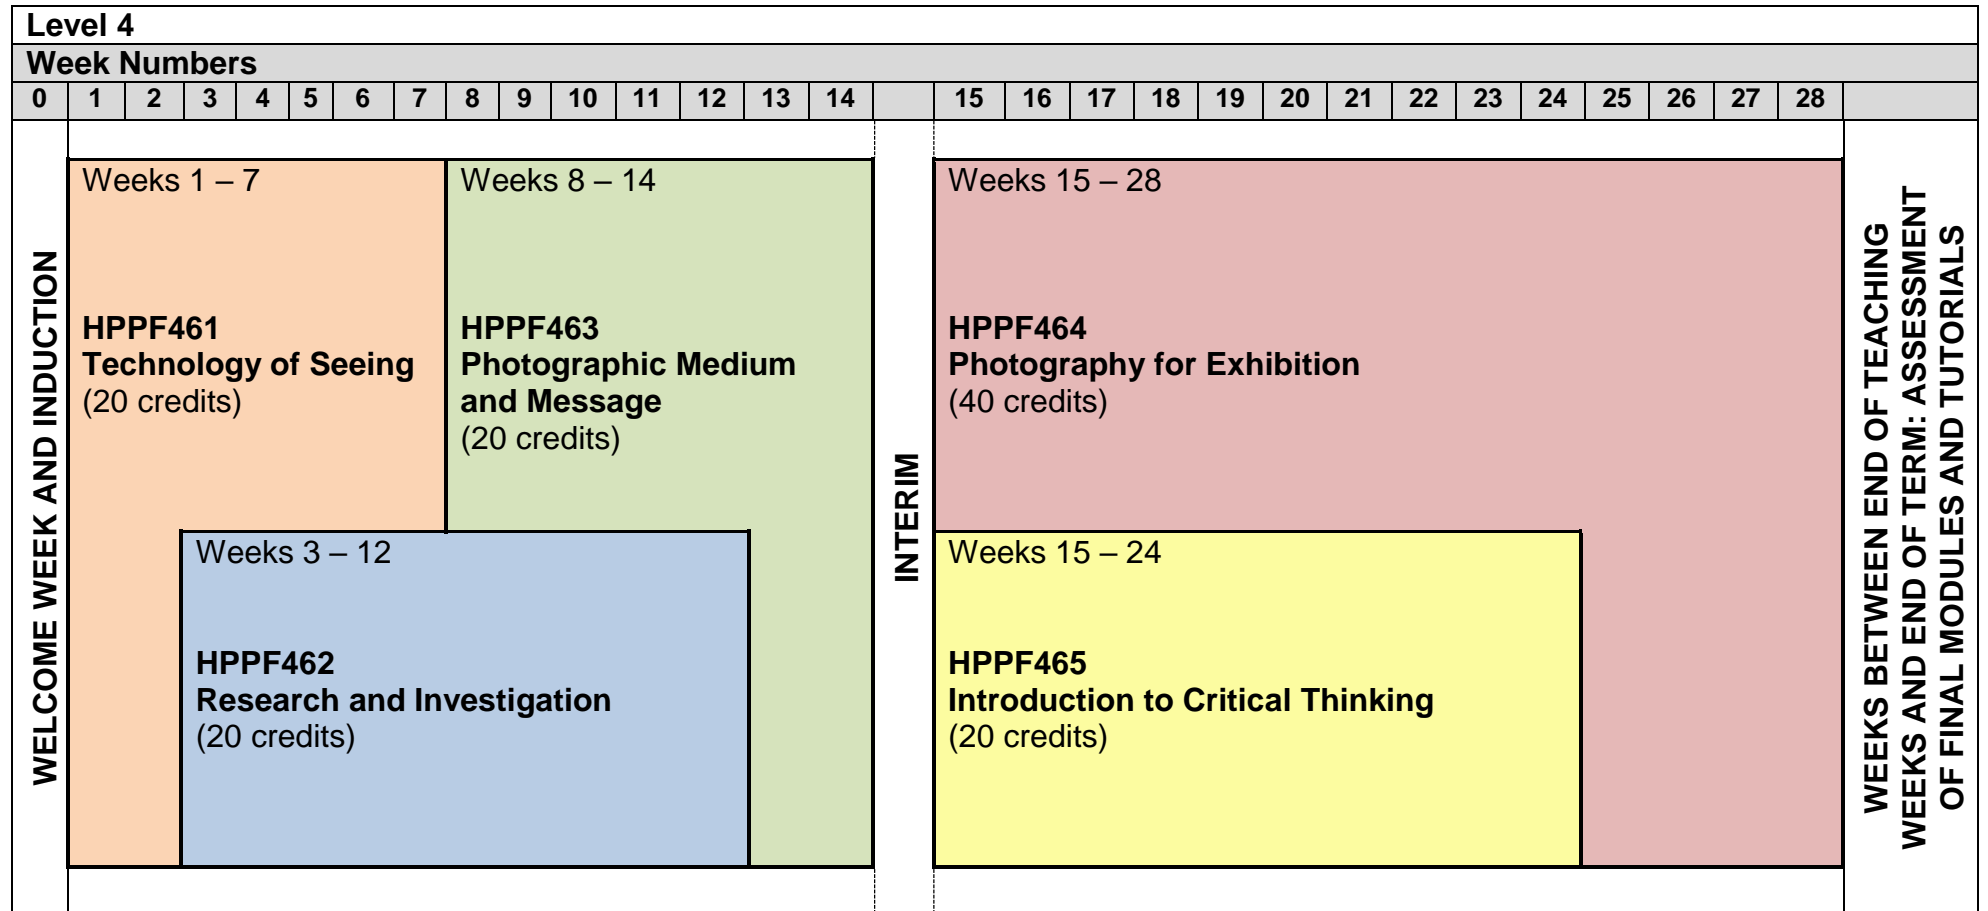 Level 4
Week Numbers
0 1 2 3 4 5 6 7 8 9 10 11 12 13 14 15 16 17 18 19 20 21 22 23 24 25 26 27 28
WELCOME WEEK AND INDUCTION
Weeks 1 – 7
HPPF461
Technology of Seeing
(20 credits)
Weeks 8 – 14
HPPF463
Photographic Medium
and Message
(20 credits)
Weeks 3 – 12
HPPF462
Research and Investigation
(20 credits)
INTERIM
Weeks 15 – 28
HPPF464
Photography for Exhibition
(40 credits)
Weeks 15 – 24
HPPF465
Introduction to Critical Thinking
(20 credits)
WEEKS BETWEEN END OF TEACHING
WEEKS AND END OF TERM: ASSESSMENT
OF FINAL MODULES AND TUTORIALS